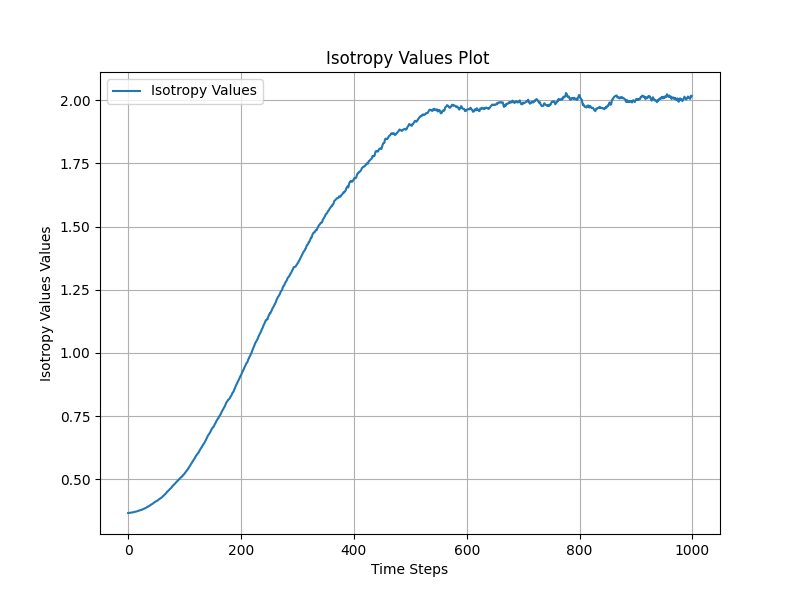 Isotropy Values Plot
Isotropy Values
2.00
1.75
1.50
1.25
1.00
0.75
0.50
Isotropy Values Values
0 200 400 600 800 1000
Time Steps